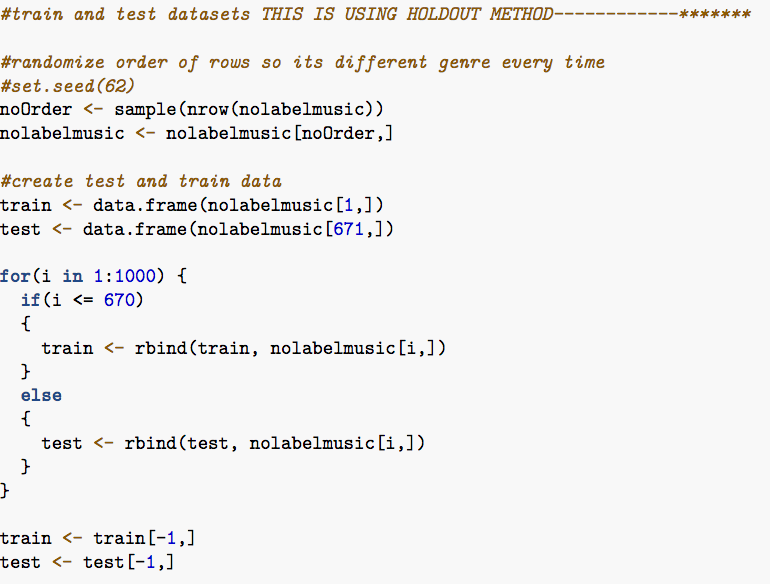 #train and test datasets THIS IS USING HOLDOUT METHOD------------*******
#randomize order of rows so its different genre every time
#set.seed(62)
noOrder <- sample(nrow(nolabelmusic))
nolabelmusic <- nolabelmusic[noOrder,]
#create test and train data
train <- data.frame(nolabelmusic[1,])
test <- data.frame(nolabelmusic[671,])
for(i in 1:1000) {
  if(i <= 670)
  {
    train <- rbind(train, nolabelmusic[i,])
  }
  else
  {
    test <- rbind(test, nolabelmusic[i,])
  }
}
train <- train[-1,]
test <- test[-1,]